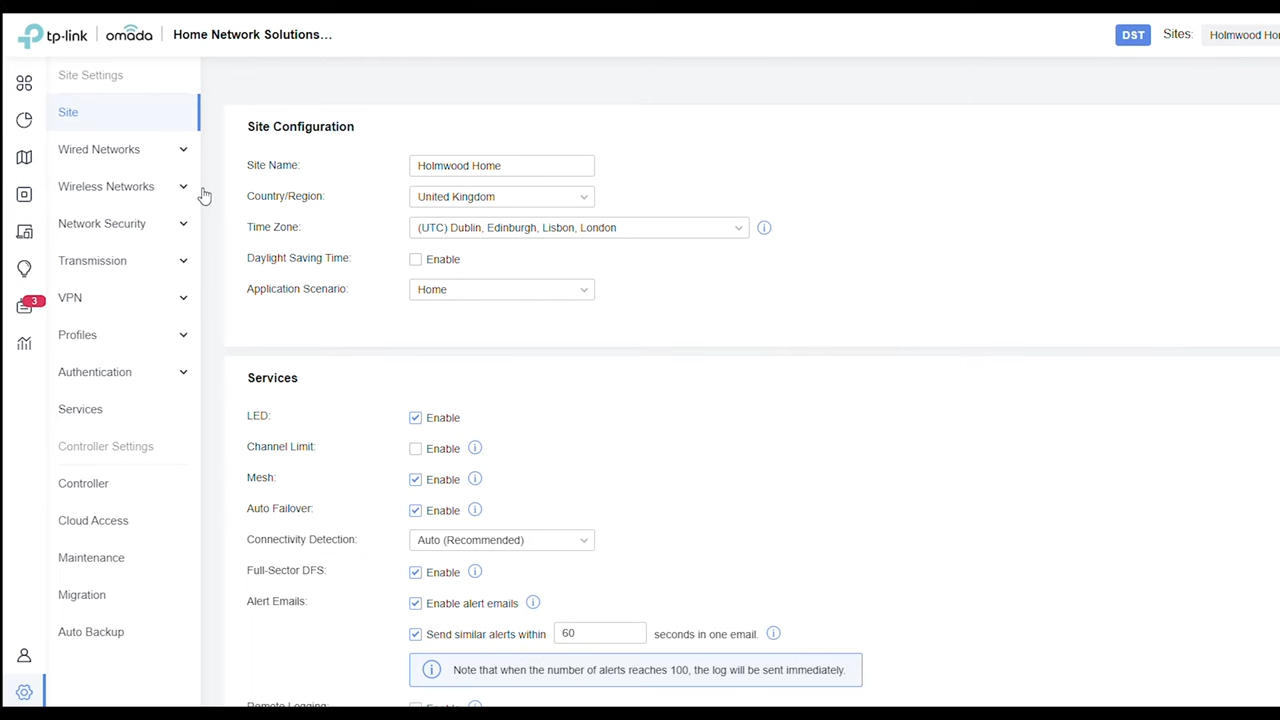 tp-link | omada | Home Network Solutions...
DST Sites: Holmwood Ho
Site Settings
Site
Wired Networks
Wireless Networks
Network Security
Transmission
VPN
3
Profiles
Authentication
Services
Controller Settings
Controller
Cloud Access
Maintenance
Migration
Auto Backup
Site Configuration
Site Name: Holmwood Home
Country/Region: United Kingdom
Time Zone: (UTC) Dublin, Edinburgh, Lisbon, London
Daylight Saving Time: Enable
Application Scenario: Home
Services
LED: Enable
Channel Limit: Enable
Mesh: Enable
Auto Failover: Enable
Connectivity Detection: Auto (Recommended)
Full-Sector DFS: Enable
Alert Emails: Enable alert emails
Send similar alerts within 60 seconds in one email.
Note that when the number of alerts reaches 100, the log will be sent immediately.
Remote Logging: Enable